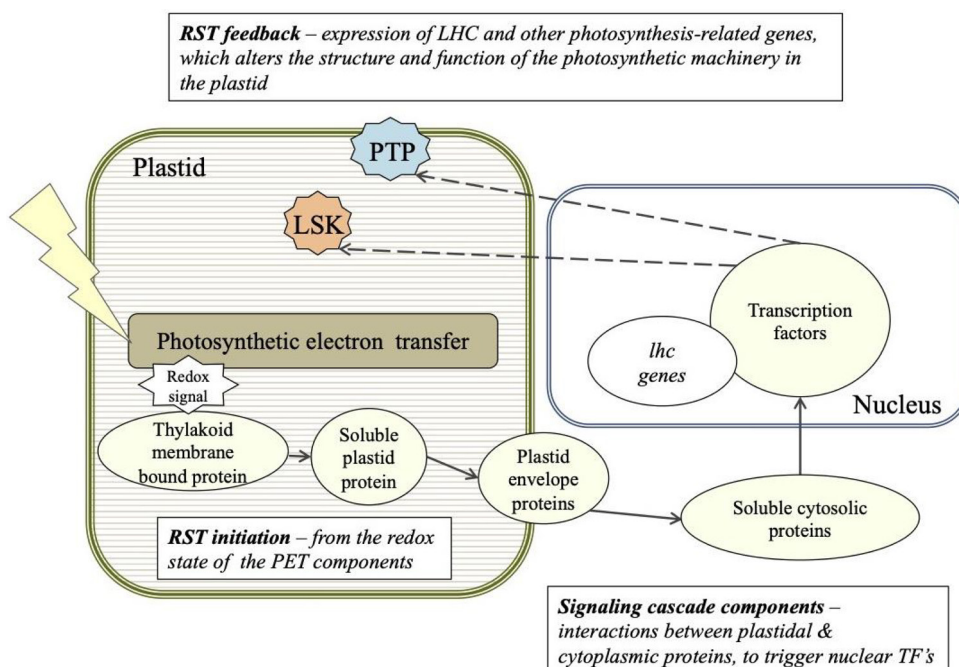 RST feedback – expression of LHC and other photosynthesis-related genes,
which alters the structure and function of the photosynthetic machinery in
the plastid
PTP
Plastid
LSK
Transcription
factors
Photosynthetic electron transfer
lhc
genes
Redox
signal
Nucleus
Thylakoid
membrane
bound protein
Soluble
plastid
protein
Plastid
envelope
proteins
Soluble cytosolic
proteins
RST initiation – from the redox
state of the PET components
Signaling cascade components –
interactions between plastidal &
cytoplasmic proteins, to trigger nuclear TF's